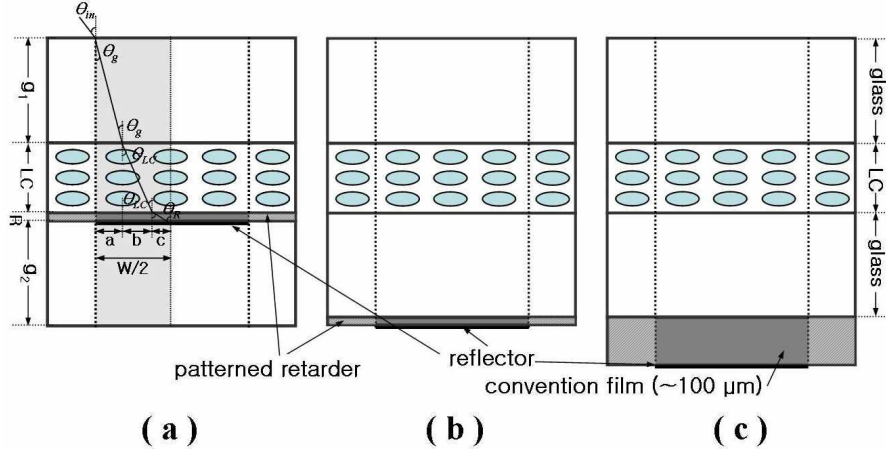 θin
θg
θg
θLC
θLC
θR
g1
LC
R
g2
a b c
W/2
glass
LC
glass
patterned retarder
reflector
convention film (~100 μm)
( a ) ( b ) ( c )